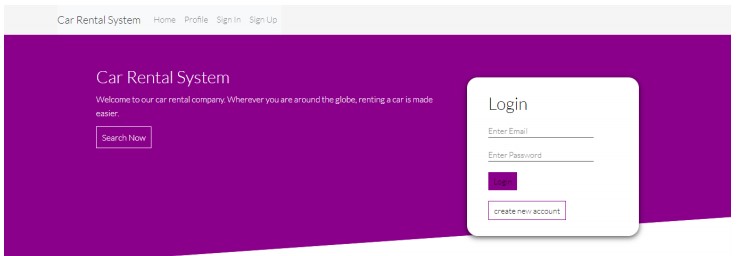 Car Rental System Home Profile Sign In Sign Up
Car Rental System
Welcome to our car rental company. Wherever you are around the globe, renting a car is made
easier.
Search Now
Login
Enter Email
Enter Password
Login
create new account